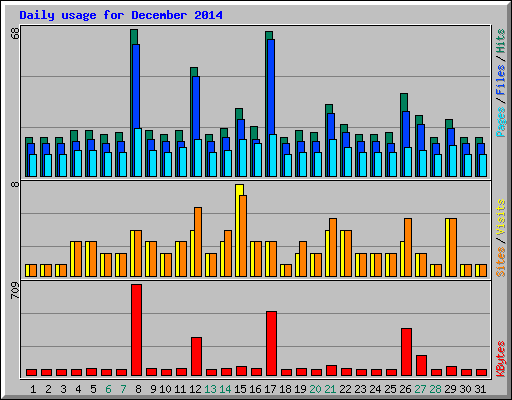 Daily usage for December 2014
68
Pages / Files / Hits
8
Sites / Visits
709
KBytes
1 2 3 4 5 6 7 8 9 10 11 12 13 14 15 16 17 18 19 20 21 22 23 24 25 26 27 28 29 30 31